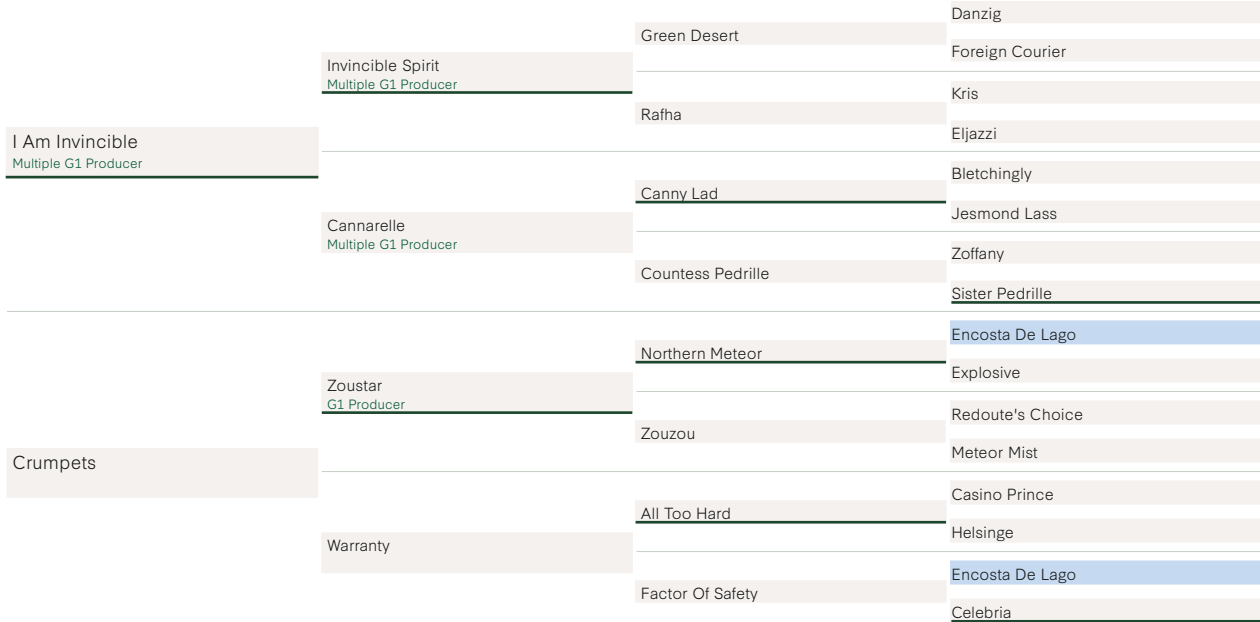 Danzig
Green Desert
Foreign Courier
Invincible Spirit
Multiple G1 Producer
Kris
Rafha
Eljazzi
I Am Invincible
Multiple G1 Producer
Bletchingly
Canny Lad
Jesmond Lass
Cannarelle
Multiple G1 Producer
Zoffany
Countess Pedrille
Sister Pedrille
Encosta De Lago
Northern Meteor
Explosive
Zoustar
G1 Producer
Redoute's Choice
Zouzou
Meteor Mist
Crumpets
Casino Prince
All Too Hard
Helsinge
Warranty
Encosta De Lago
Factor Of Safety
Celebria